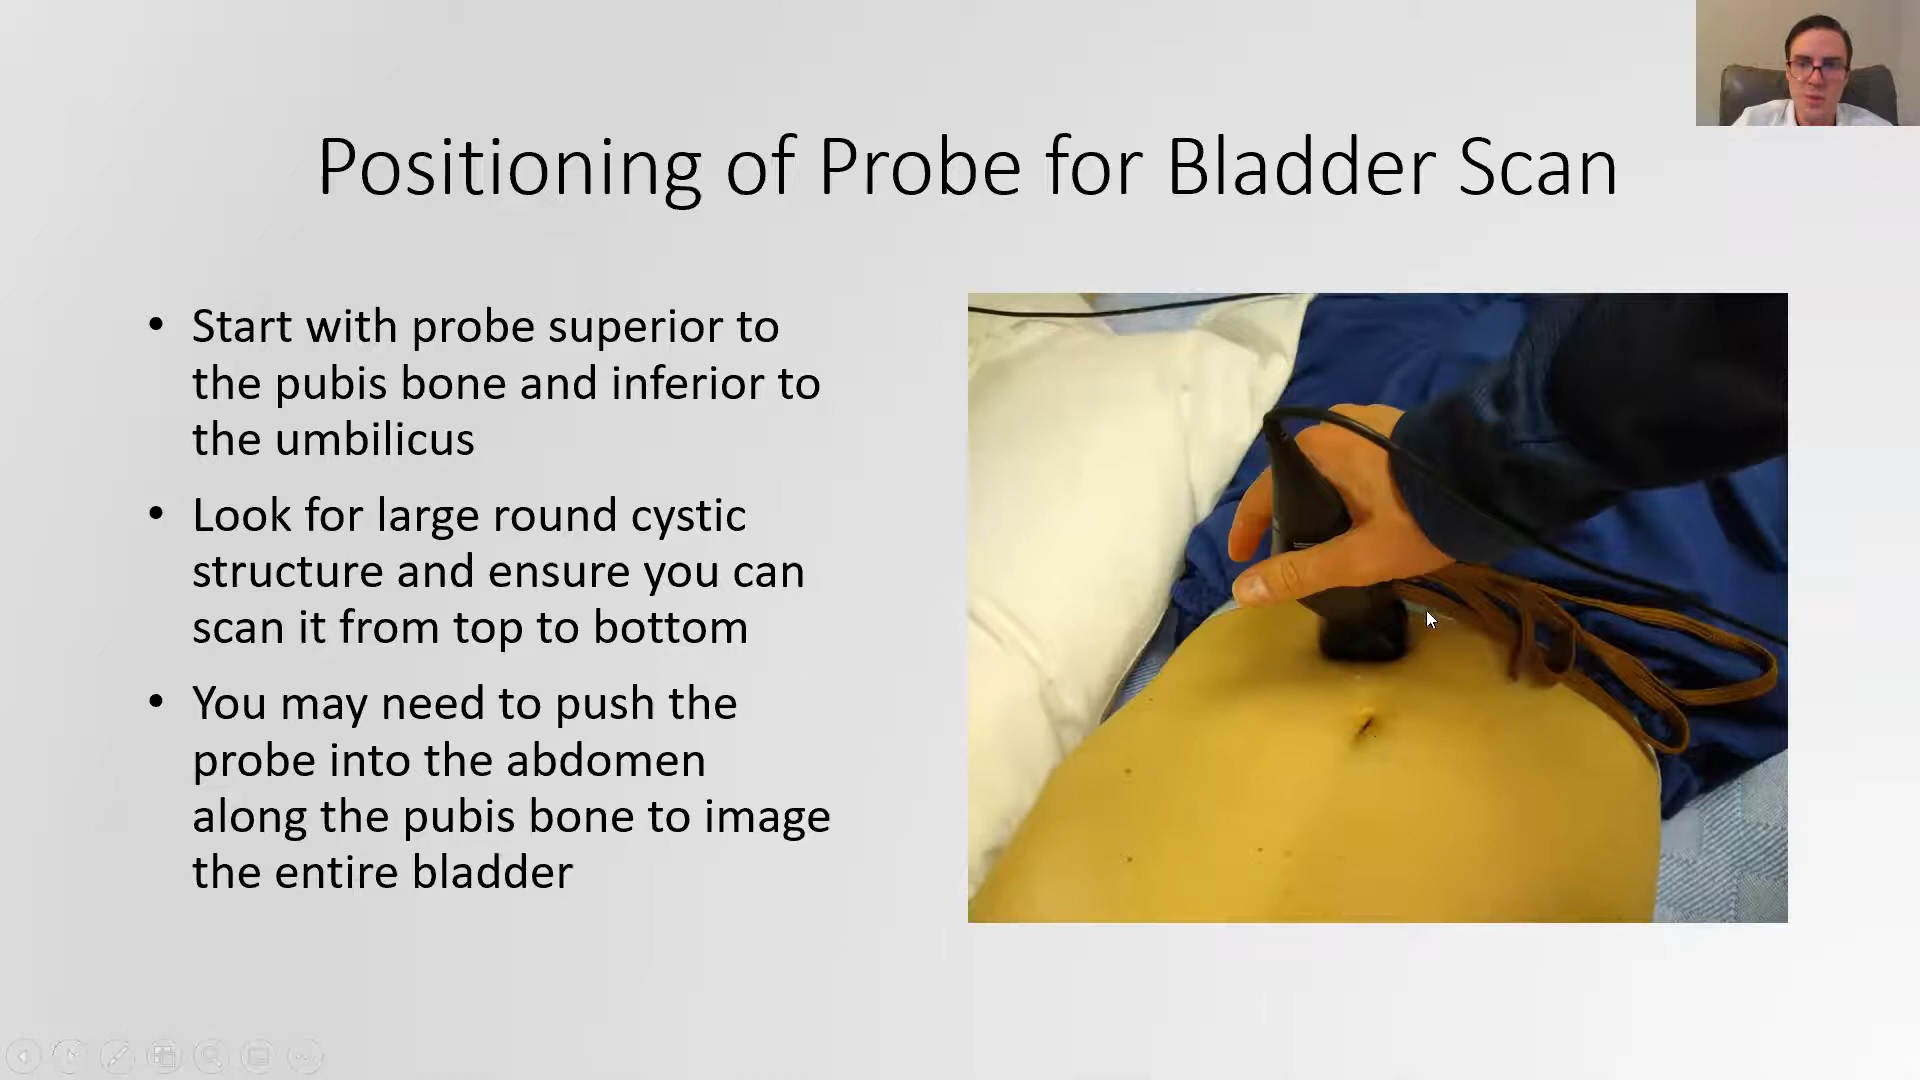 Positioning of Probe for Bladder Scan
• Start with probe superior to
the pubis bone and inferior to
the umbilicus
• Look for large round cystic
structure and ensure you can
scan it from top to bottom
• You may need to push the
probe into the abdomen
along the pubis bone to image
the entire bladder